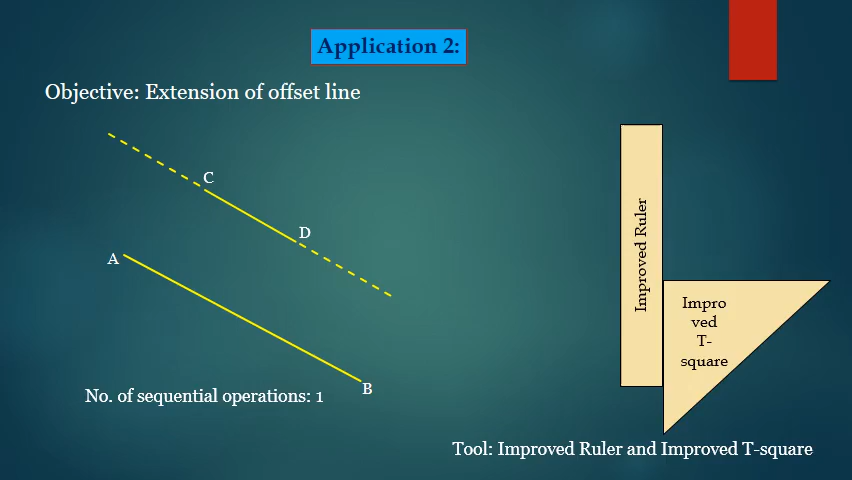 Application 2:
Objective: Extension of offset line
C
D
A
B
Improved Ruler
Impro
ved
T-
square
No. of sequential operations: 1
Tool: Improved Ruler and Improved T-square